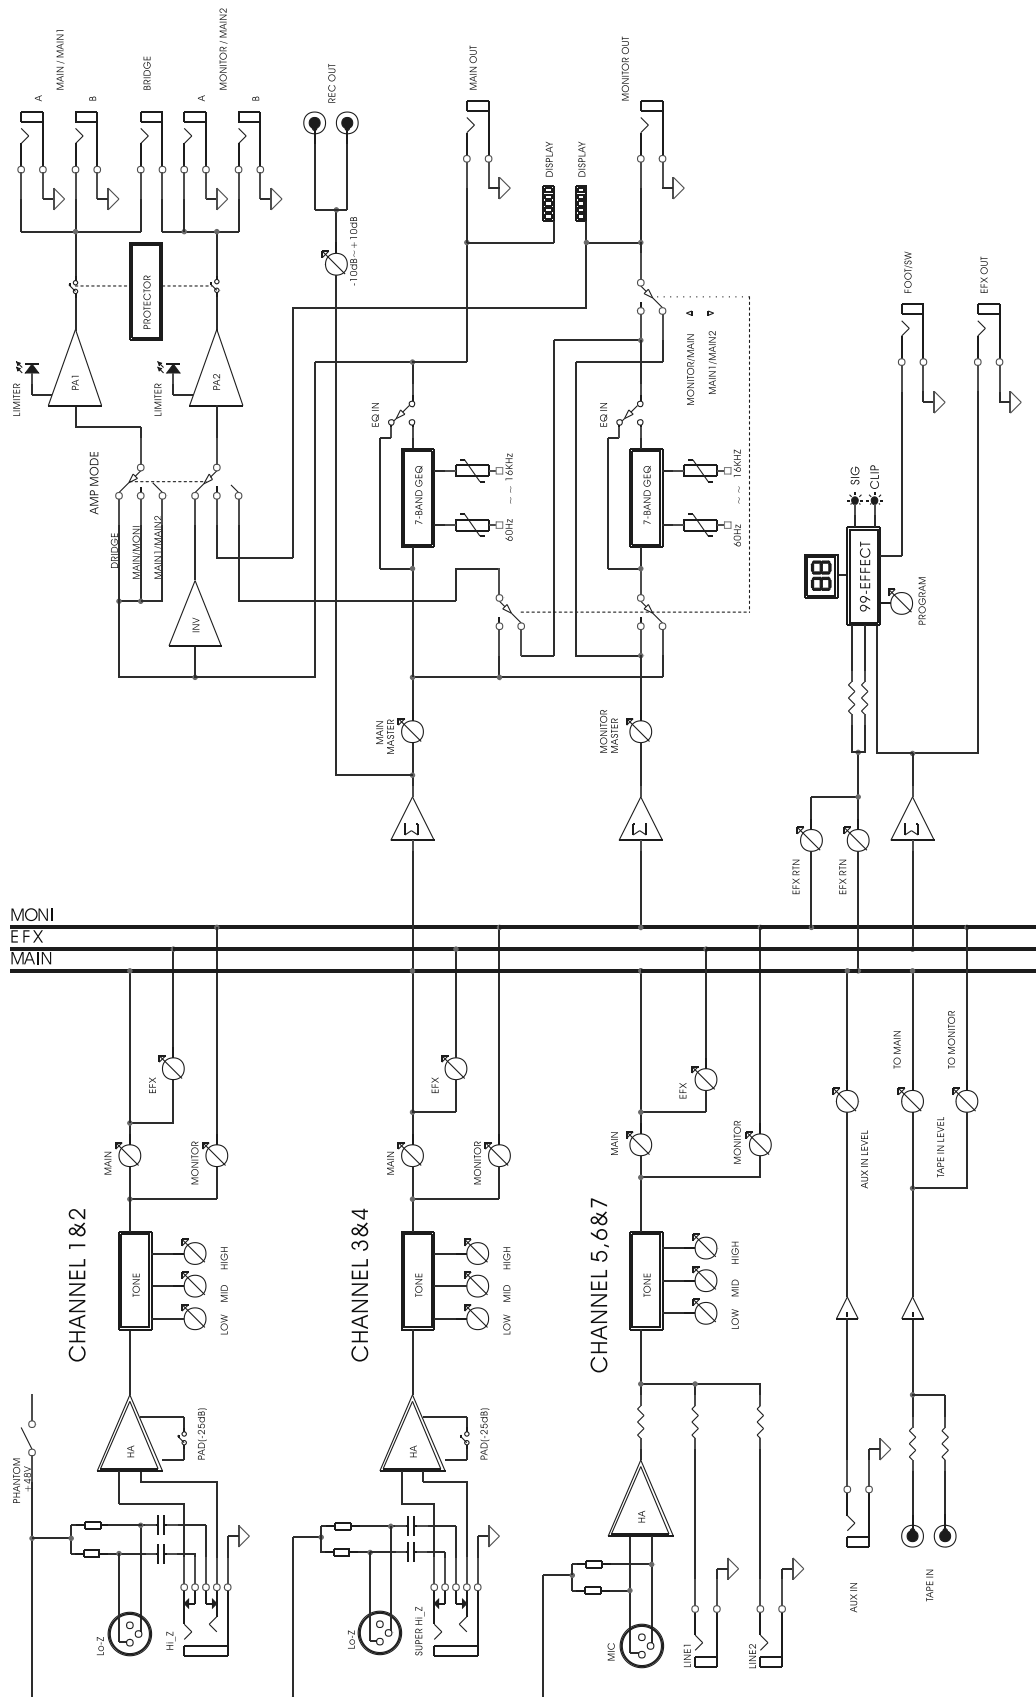 A
MAIN / MAIN1
B
BRIDGE
A
MONITOR / MAIN2
B
REC OUT
MAIN OUT
MONITOR OUT
-10dB~+10dB
DISPLAY
DISPLAY
PROTECTOR
LIMITER
PA1
LIMITER
PA2
AMP MODE
DRIDGE
MAIN/MONI
MAIN1/MAIN2
INV
EQ IN
7-BAND GEQ
60Hz ~ ~ 16KHz
EQ IN
7-BAND GEQ
60Hz ~ ~ 16KHz
MONITOR/MAIN
MAIN1/MAIN2
FOOT/SW
EFX OUT
SIG
CLIP
88
99-EFFECT
PROGRAM
MAIN
MASTER
MONITOR
MASTER
Σ
Σ
Σ
EFX RTN
EFX RTN
MONI
EFX
MAIN
EFX
MAIN
MONITOR
CHANNEL 1&2
TONE
LOW
MID
HIGH
HA
PAD(-25dB)
PHANTOM
+48V
Lo-Z
Hi_Z
EFX
MAIN
MONITOR
CHANNEL 3&4
TONE
LOW
MID
HIGH
HA
PAD(-25dB)
Lo-Z
SUPER Hi_Z
EFX
MAIN
MONITOR
CHANNEL 5,6&7
TONE
LOW
MID
HIGH
HA
MIC
LINE1
LINE2
AUX IN LEVEL
TO MAIN
TAPE IN LEVEL
TO MONITOR
AUX IN
TAPE IN